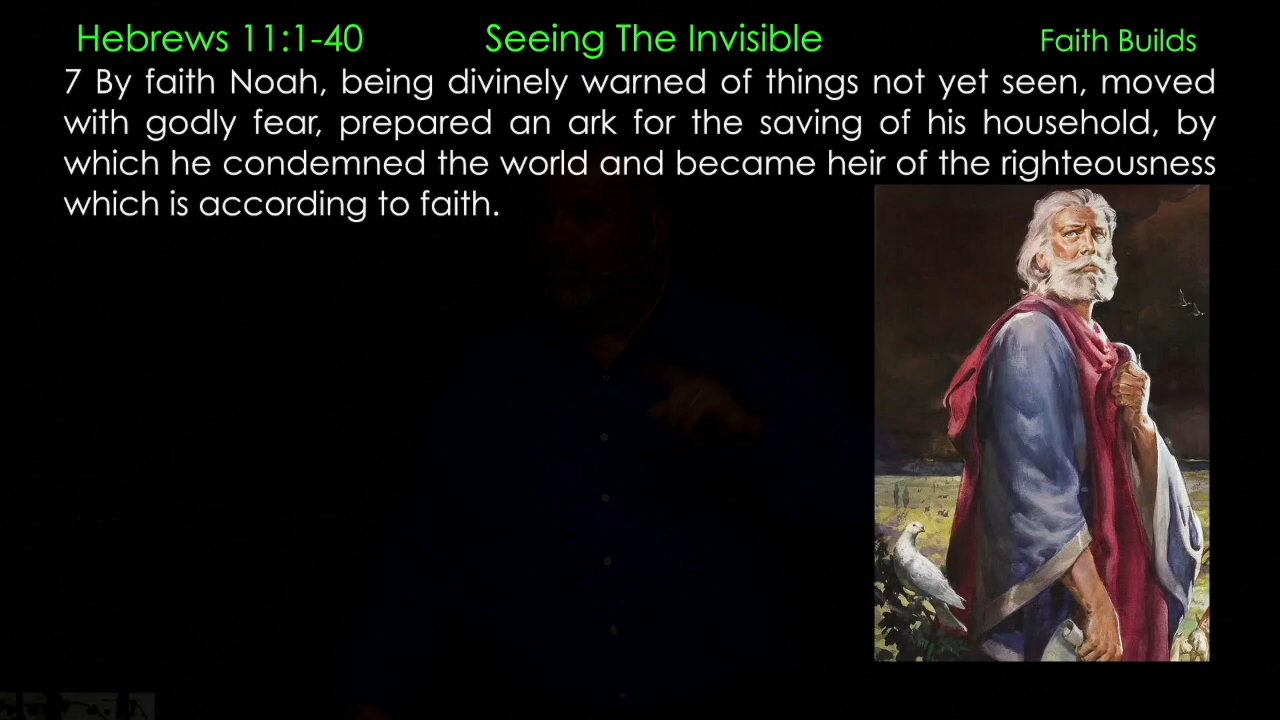 Hebrews 11:1-40 Seeing The Invisible Faith Builds
7 By faith Noah, being divinely warned of things not yet seen, moved
with godly fear, prepared an ark for the saving of his household, by
which he condemned the world and became heir of the righteousness
which is according to faith.